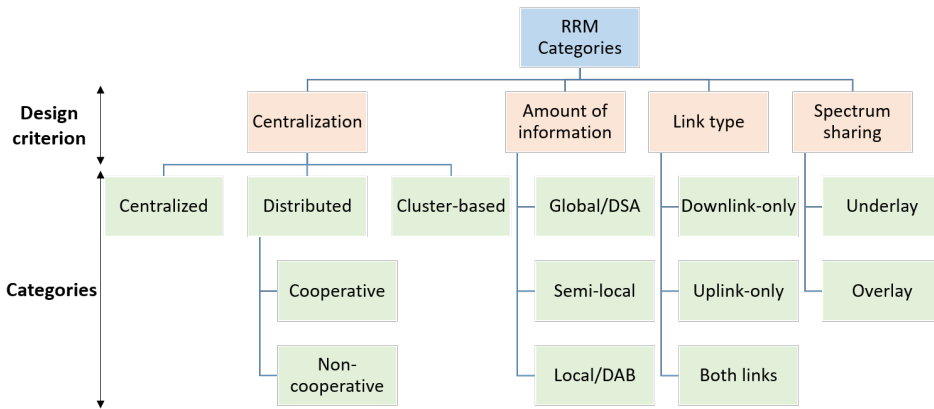 RRM
Categories
Design
criterion
Centralization
Amount of
information
Link type
Spectrum
sharing
Categories
Centralized
Distributed
Cluster-based
Global/DSA
Downlink-only
Underlay
Cooperative
Semi-local
Uplink-only
Overlay
Non-
cooperative
Local/DAB
Both links